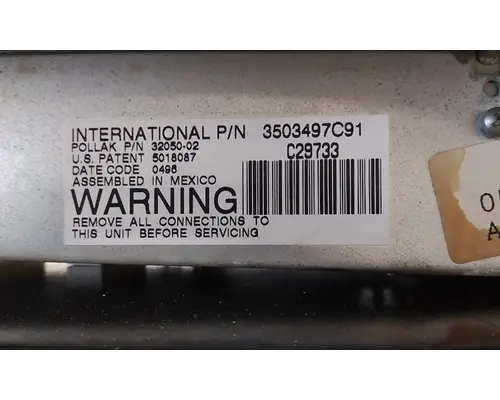 INTERNATIONAL P/N 3503497C91
POLLAK P/N 32050-02
C29733
U.S. PATENT 5018087
DATE CODE 0496
ASSEMBLED IN MEXICO
WARNING
REMOVE ALL CONNECTIONS TO
THIS UNIT BEFORE SERVICING